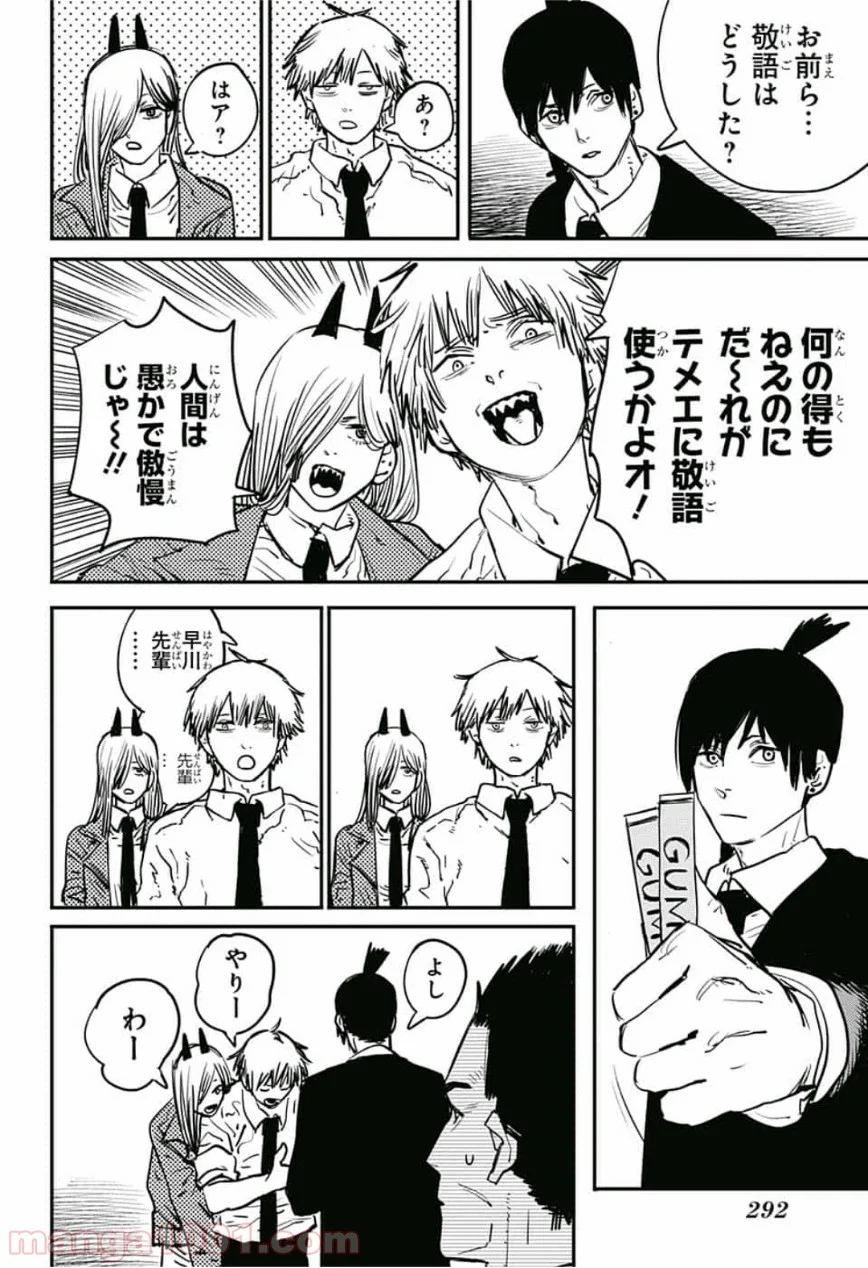 お前ら…
敬語は
どうした？
あ？
はア？
何の得も
ねえのに
だ〜れが
テメエに敬語
使うかよオ！
人間は
愚かで傲慢
じゃ〜!!
GUM
GUM
早川
先輩
……
先輩
…
よし
やりー
わー
292
manga1001.com